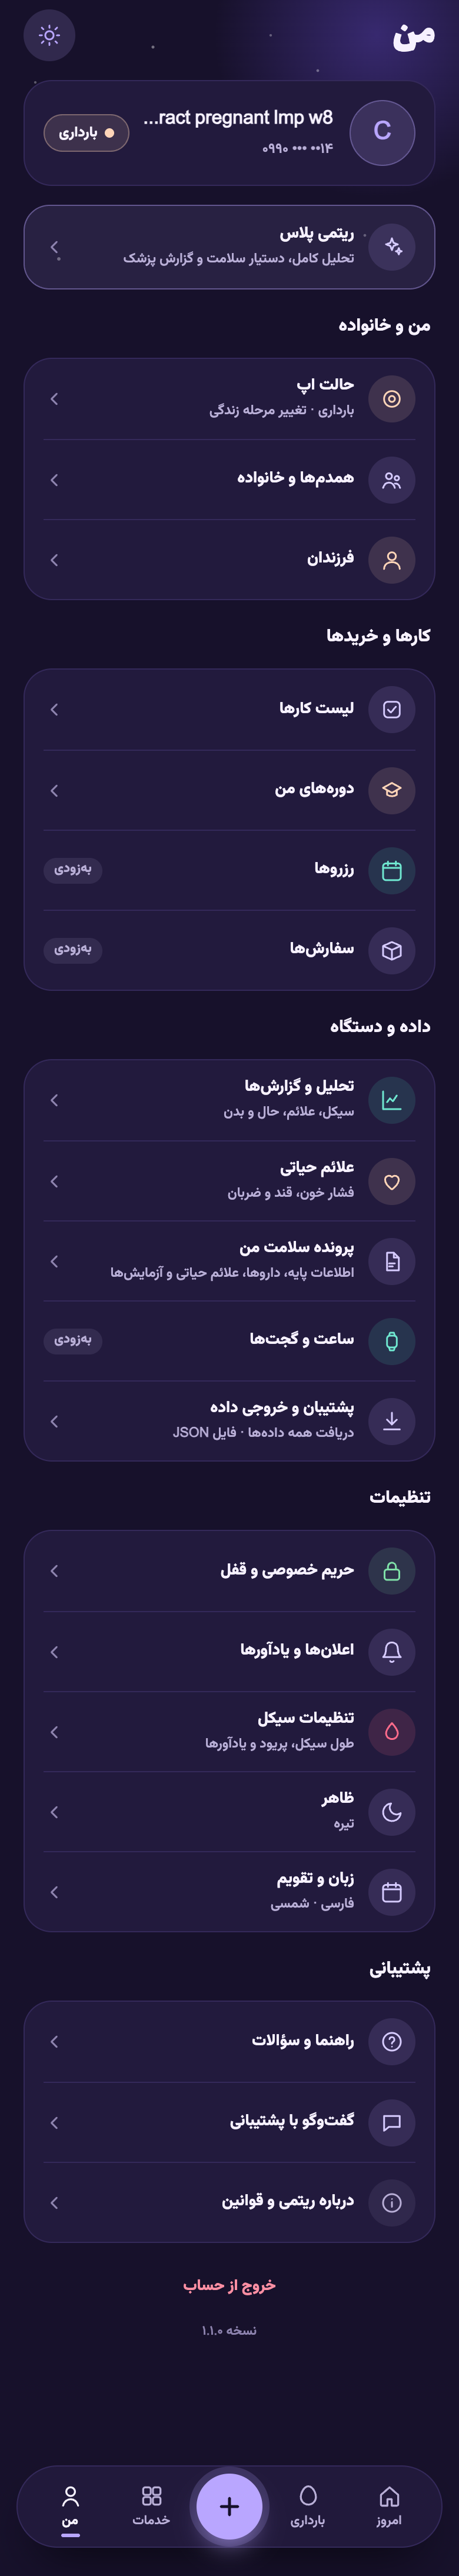 من
C
...ract pregnant lmp w8
بارداری
۰۹۹۰ ••• ••۱۴
ریتمی پلاس
تحلیل کامل، دستیار سلامت و گزارش پزشک
من و خانواده
حالت اپ
بارداری · تغییر مرحله زندگی
همدم‌ها و خانواده
فرزندان
کارها و خریدها
لیست کارها
دوره‌های من
رزروها
به‌زودی
سفارش‌ها
به‌زودی
داده و دستگاه
تحلیل و گزارش‌ها
سیکل، علائم، حال و بدن
علائم حیاتی
فشار خون، قند و ضربان
پرونده سلامت من
اطلاعات پایه، داروها، علائم حیاتی و آزمایش‌ها
ساعت و گجت‌ها
به‌زودی
پشتیبان و خروجی داده
دریافت همه داده‌ها · فایل JSON
تنظیمات
حریم خصوصی و قفل
اعلان‌ها و یادآورها
تنظیمات سیکل
طول سیکل، پریود و یادآورها
ظاهر
تیره
زبان و تقویم
فارسی · شمسی
پشتیبانی
راهنما و سؤالات
گفت‌وگو با پشتیبانی
درباره ریتمی و قوانین
خروج از حساب
نسخه ۱.۱.۰
امروز
بارداری
خدمات
من